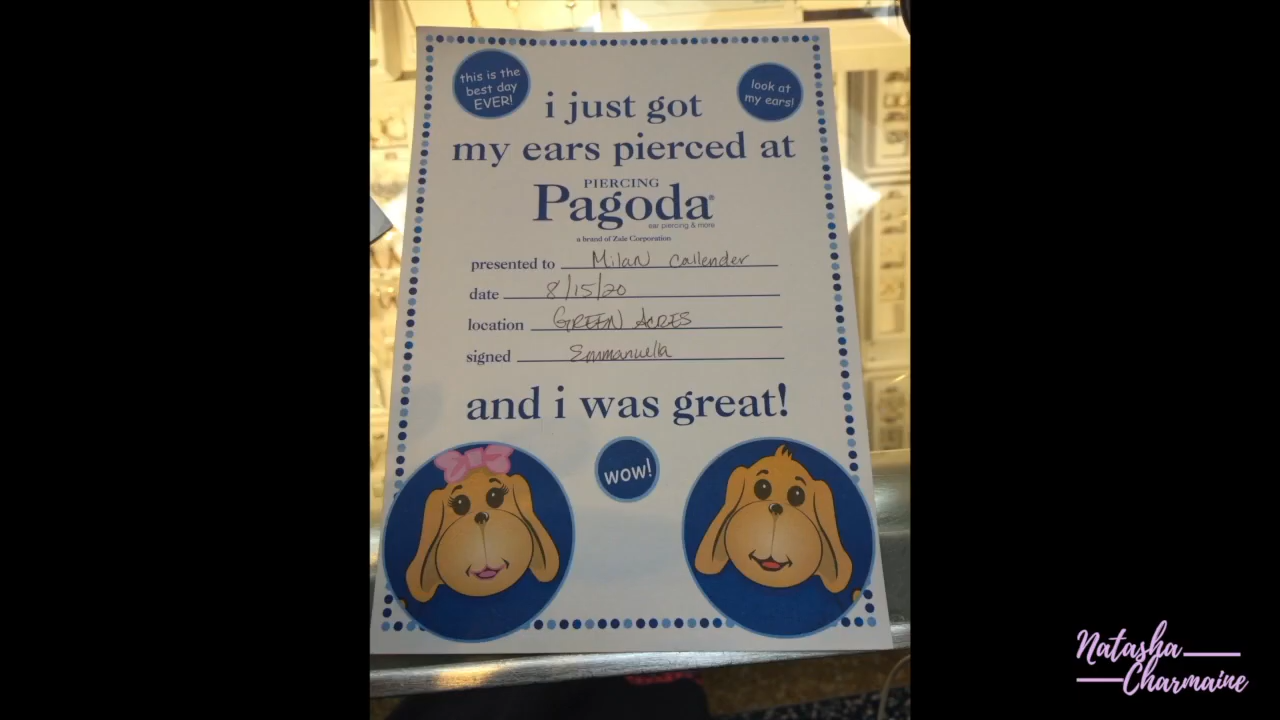 this is the
best day
EVER!
look at
my ears!
i just got
my ears pierced at
PIERCING
Pagoda®
ear piercing & more
a brand of Zale Corporation
presented to Milan Callender
date 8/15/20
location GREEN ACRES
signed Emmanuella
and i was great!
wow!
Natasha
Charmaine